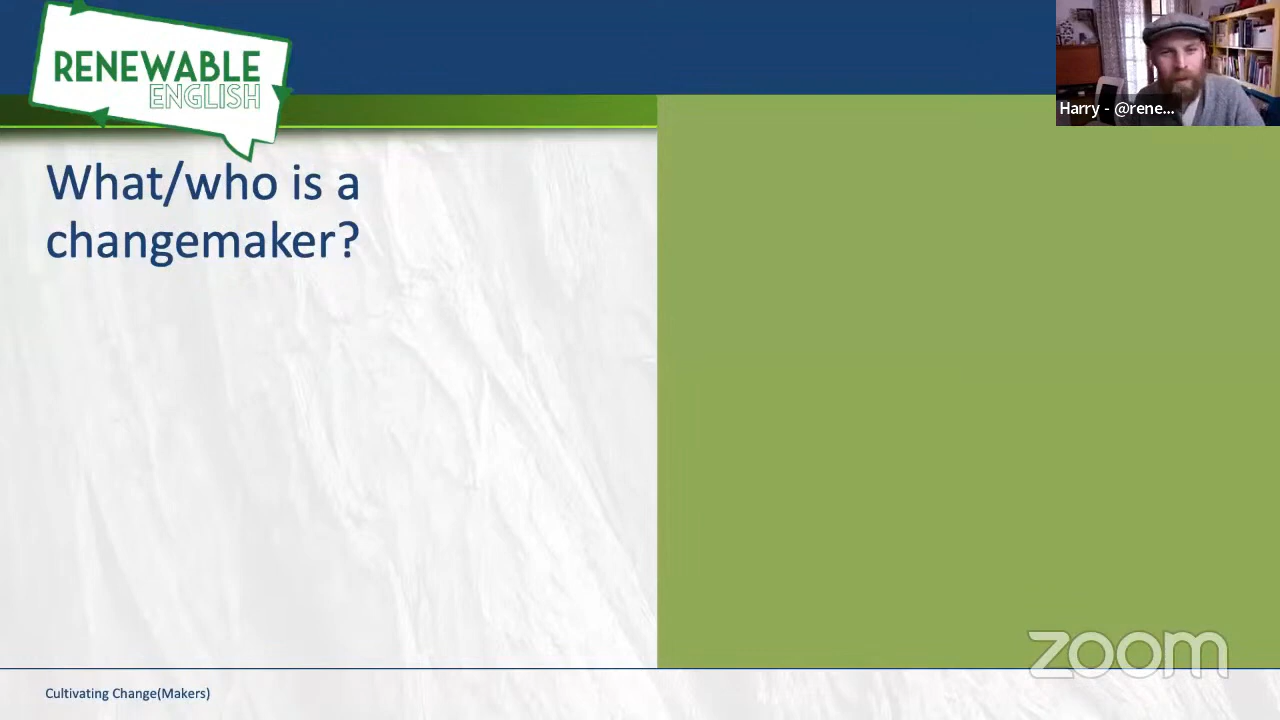 RENEWABLE
ENGLISH
Harry - @rene...
What/who is a
changemaker?
zoom
Cultivating Change(Makers)